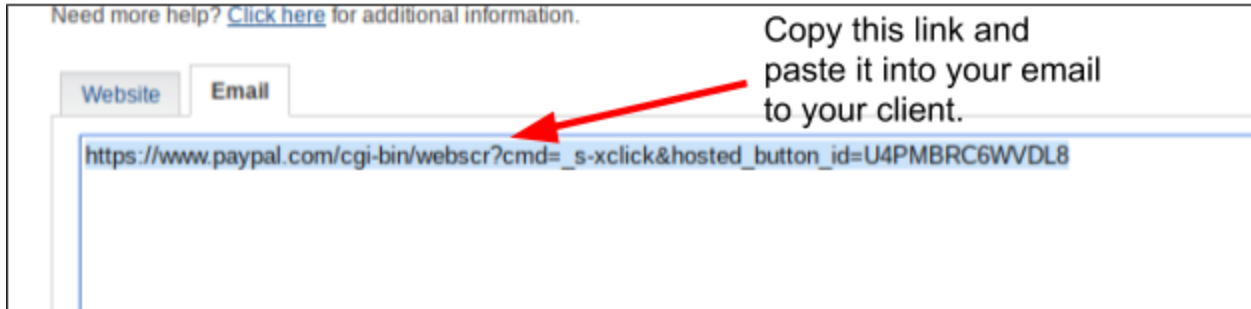 Need more help? Click here for additional information.
Copy this link and
paste it into your email
to your client.
Website
Email
https://www.paypal.com/cgi-bin/webscr?cmd=_s-xclick&hosted_button_id=U4PMBRC6WVDL8